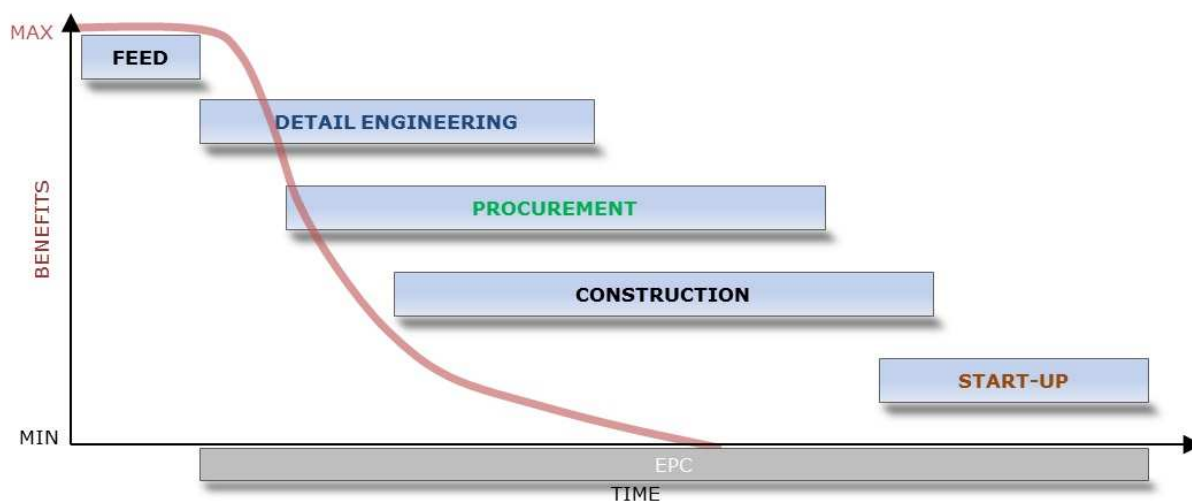 MAX
FEED
DETAIL ENGINEERING
PROCUREMENT
BENEFITS
CONSTRUCTION
START-UP
MIN
EPC
TIME